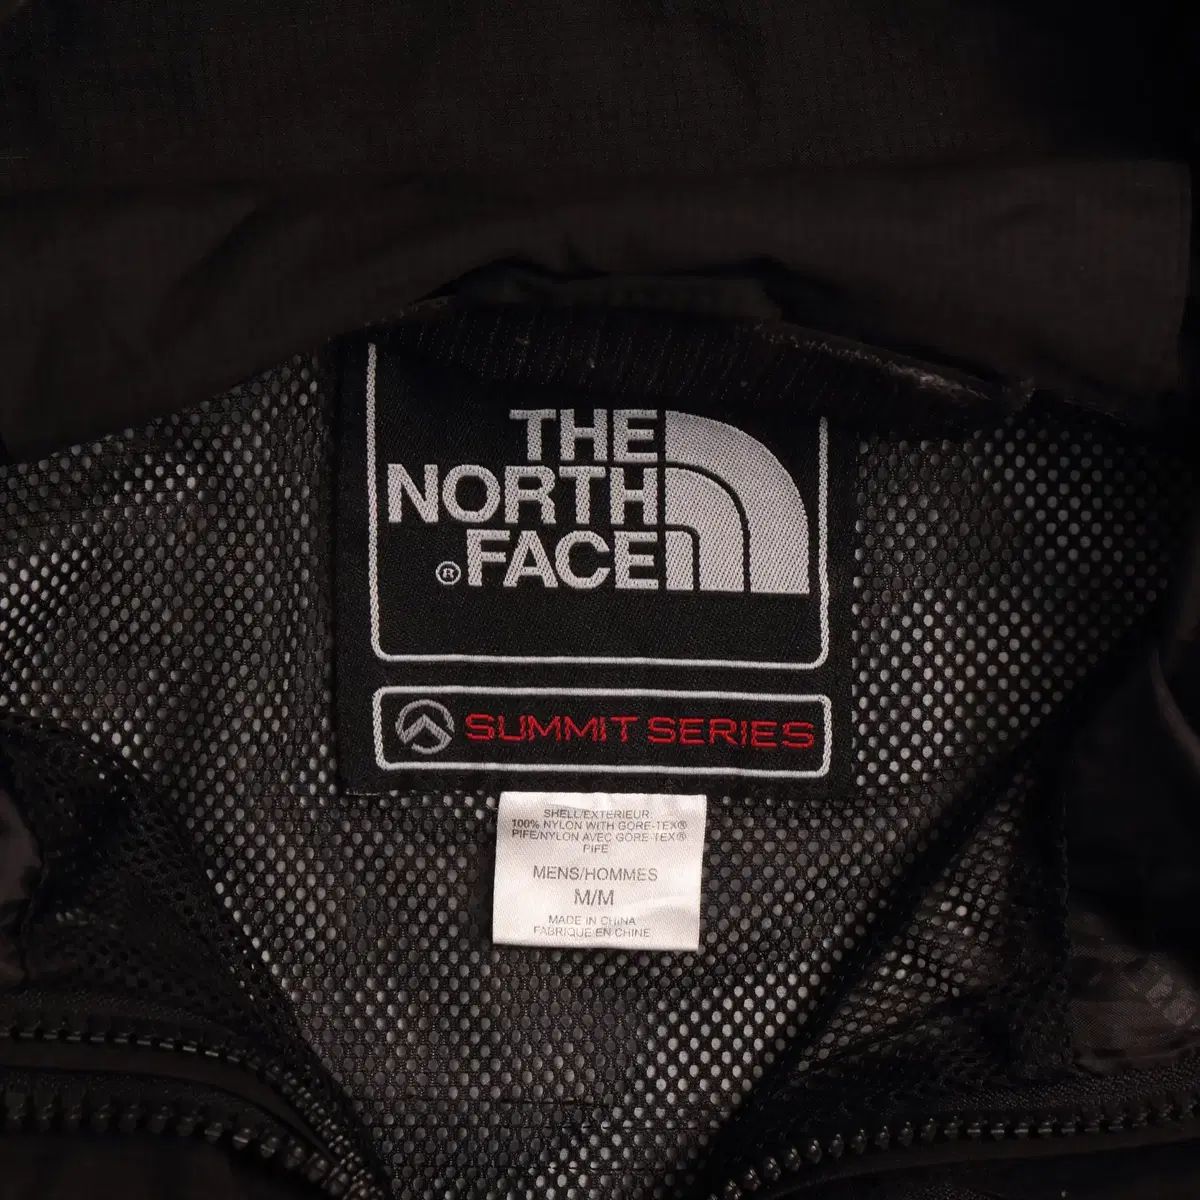 THE
NORTH
®FACE
SUMMIT SERIES
SHELL/EXTERIEUR:
100% NYLON WITH GORE-TEX®
PIFE/NYLON AVEC GORE-TEX®
PIFE
MENS/HOMMES
M/M
MADE IN CHINA
FABRIQUE EN CHINE